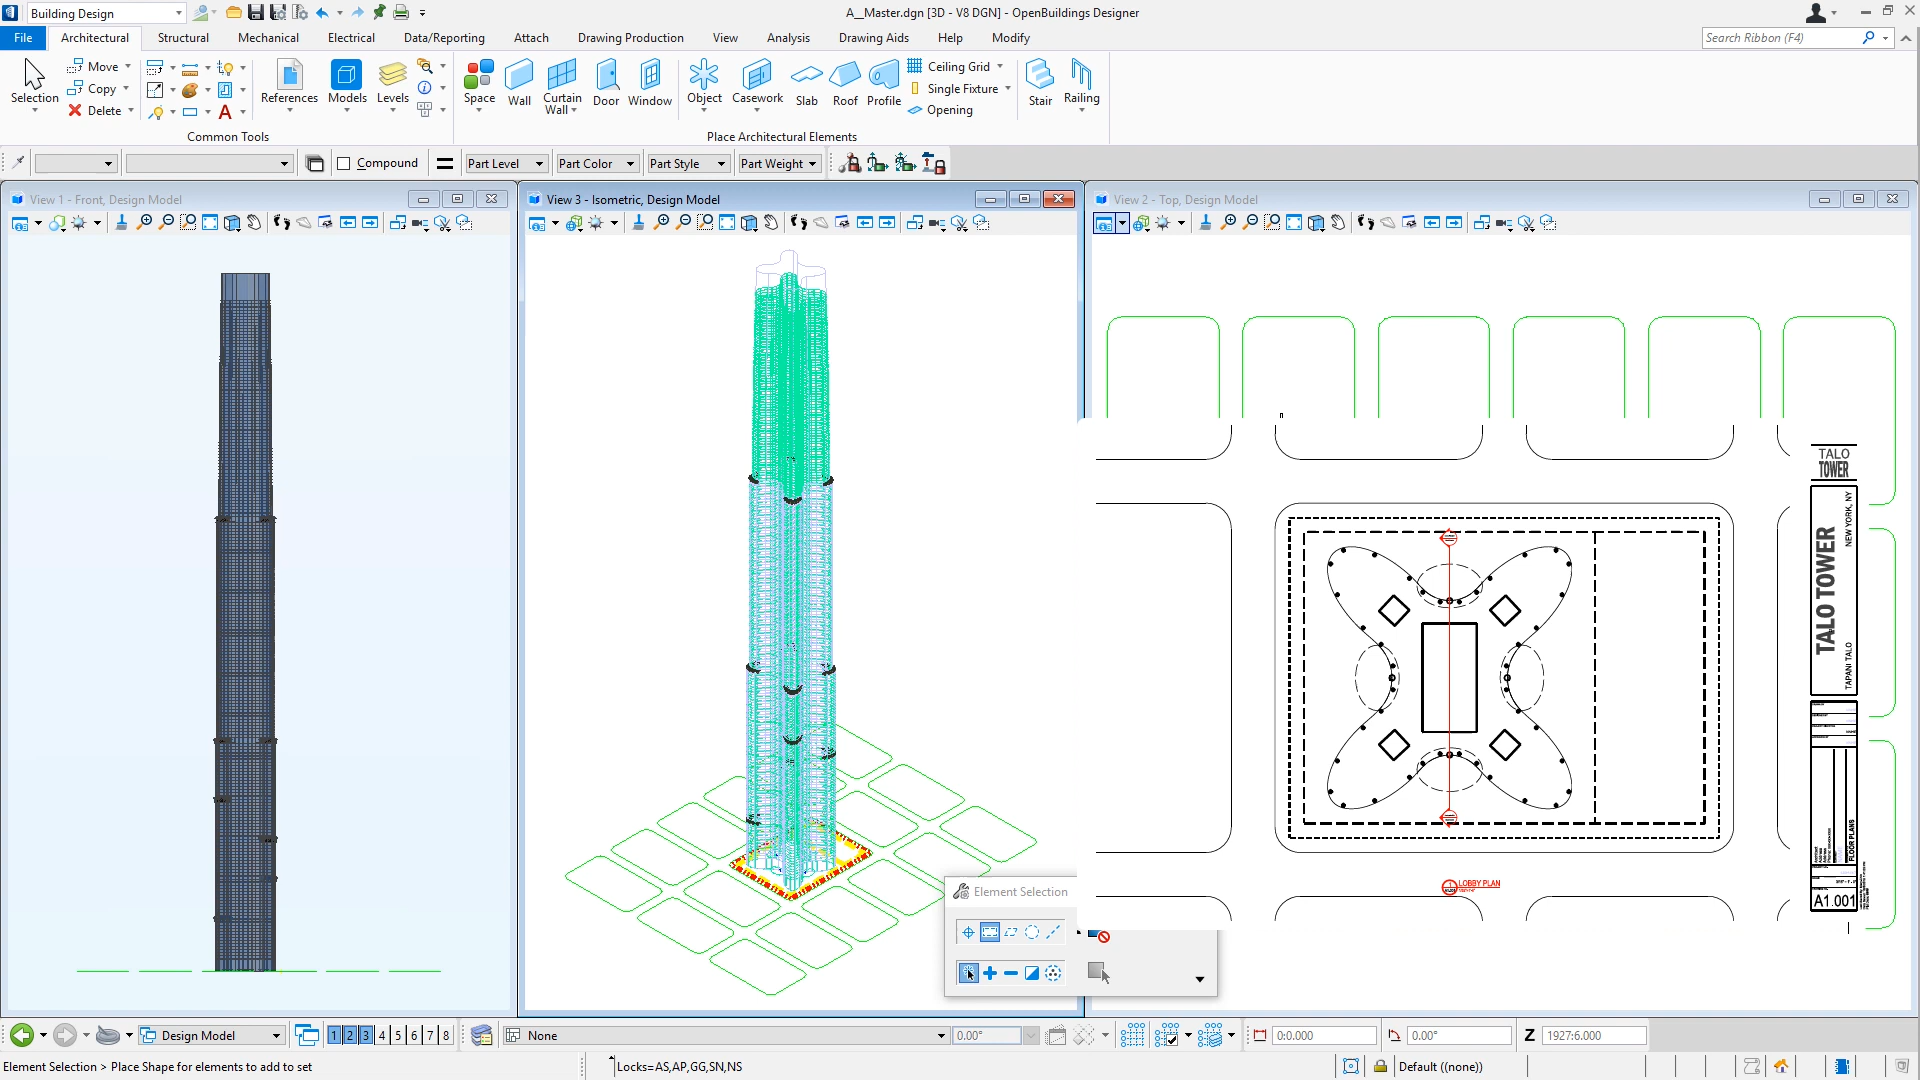 Building Design
A__Master.dgn [3D - V8 DGN] - OpenBuildings Designer
File
Architectural
Structural
Mechanical
Electrical
Data/Reporting
Attach
Drawing Production
View
Analysis
Drawing Aids
Help
Modify
Search Ribbon (F4)
Selection
Move
Copy
Delete
References
Models
Levels
Common Tools
Space
Wall
Curtain
Wall
Door
Window
Object
Casework
Slab
Roof
Profile
Ceiling Grid
Single Fixture
Opening
Stair
Railing
Place Architectural Elements
Compound
Part Level
Part Color
Part Style
Part Weight
View 1 - Front, Design Model
View 3 - Isometric, Design Model
View 2 - Top, Design Model
TALO
TOWER
TALO TOWER
NEW YORK, NY
TAPANI TALO
FLOOR PLANS
A1.001
LOBBY PLAN
Element Selection
Design Model
1 2 3 4 5 6 7 8
None
0.00°
0:0.000
0.00°
Z
1927:6.000
Element Selection > Place Shape for elements to add to set
Locks=AS,AP,GG,SN,NS
Default ((none))